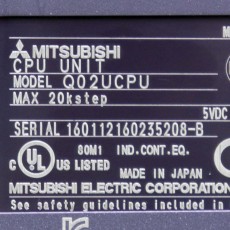 MITSUBISHI
CPU UNIT
MODEL Q02UCPU
MAX 20kstep
5VDC
SERIAL 160112160235208-B
80M1 IND.CONT.EQ.
c UL US LISTED
MADE IN JAPAN
MITSUBISHI ELECTRIC CORPORATION
See safety guidelines included in